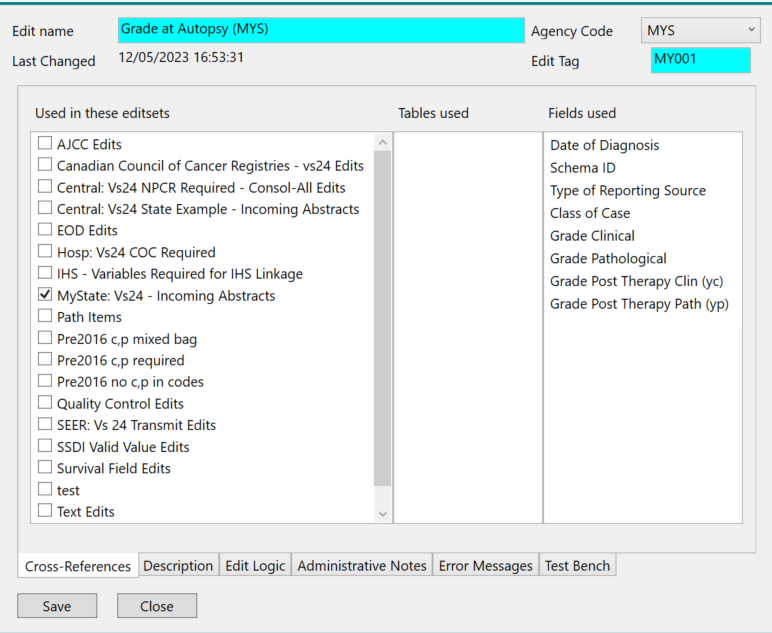 Edit name
Grade at Autopsy (MYS)
Agency Code
MYS
Last Changed
12/05/2023 16:53:31
Edit Tag
MY001
Used in these editsets
Tables used
Fields used
AJCC Edits
Canadian Council of Cancer Registries - vs24 Edits
Central: Vs24 NPCR Required - Consol-All Edits
Central: Vs24 State Example - Incoming Abstracts
EOD Edits
Hosp: Vs24 COC Required
IHS - Variables Required for IHS Linkage
MyState: Vs24 - Incoming Abstracts
Path Items
Pre2016 c,p mixed bag
Pre2016 c,p required
Pre2016 no c,p in codes
Quality Control Edits
SEER: Vs 24 Transmit Edits
SSDI Valid Value Edits
Survival Field Edits
test
Text Edits
Date of Diagnosis
Schema ID
Type of Reporting Source
Class of Case
Grade Clinical
Grade Pathological
Grade Post Therapy Clin (yc)
Grade Post Therapy Path (yp)
Cross-References
Description
Edit Logic
Administrative Notes
Error Messages
Test Bench
Save
Close